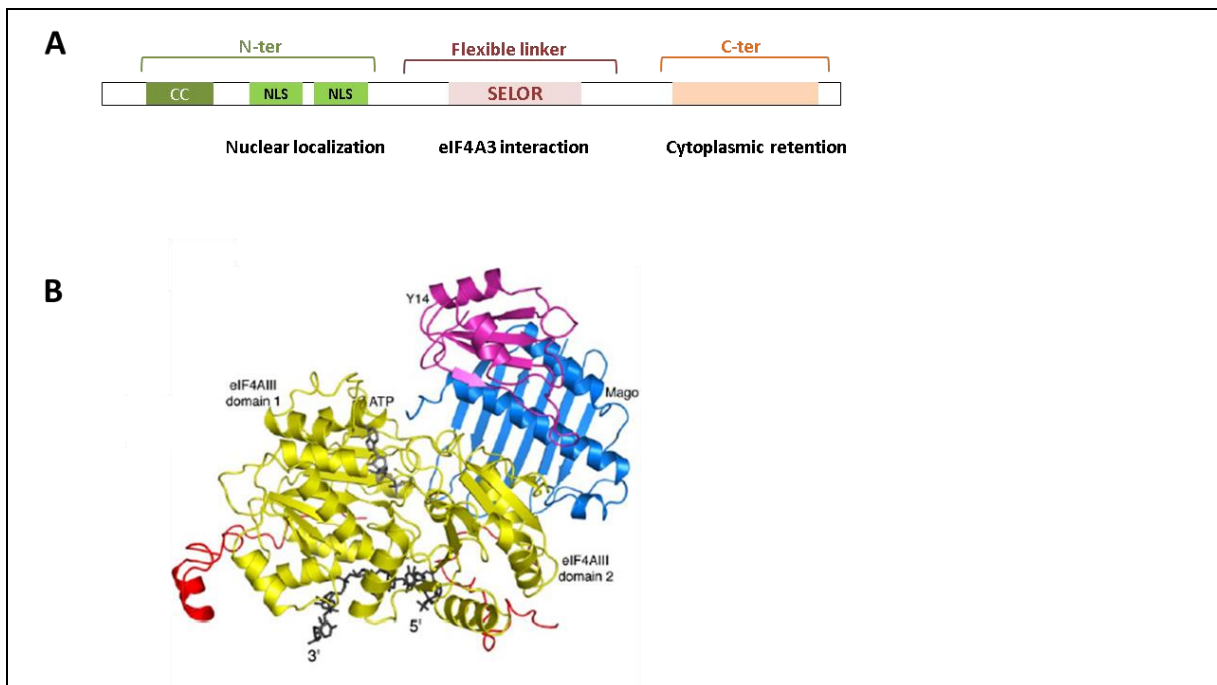 A
N-ter
Flexible linker
C-ter
CC
NLS
NLS
SELOR
Nuclear localization
eIF4A3 interaction
Cytoplasmic retention
B
Y14
eIF4AIII
domain 1
ATP
Mago
eIF4AIII
domain 2
5'
3'